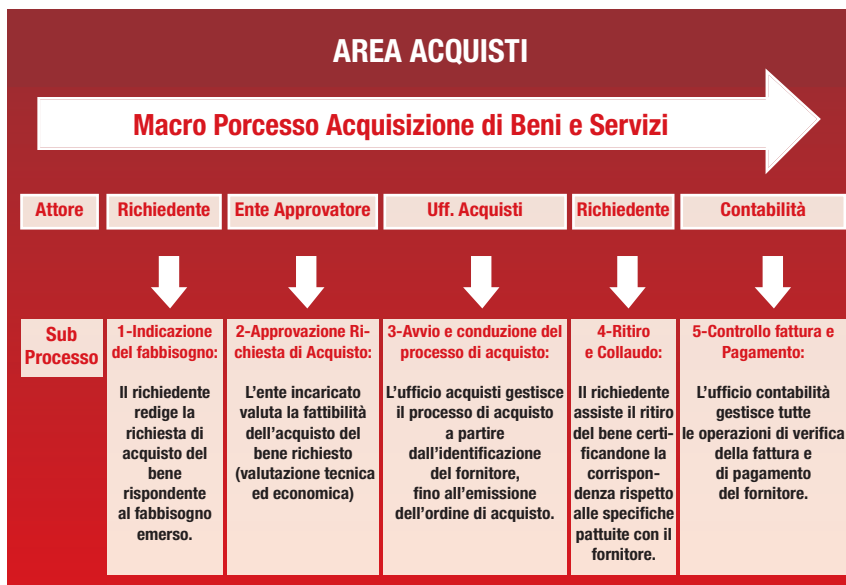 AREA ACQUISTI
Macro Porcesso Acquisizione di Beni e Servizi
Attore
Richiedente
Ente Approvatore
Uff. Acquisti
Richiedente
Contabilità
Sub
Processo
1-Indicazione
del fabbisogno:
Il richiedente
redige la
richiesta di
acquisto del
bene
rispondente
al fabbisogno
emerso.
2-Approvazione Ri-
chiesta di Acquisto:
L'ente incaricato
valuta la fattibilità
dell'acquisto del
bene richiesto
(valutazione tecnica
ed economica)
3-Avvio e conduzione del
processo di acquisto:
L'ufficio acquisti gestisce
il processo di acquisto
a partire
dall'identificazione
del fornitore,
fino all'emissione
dell'ordine di acquisto.
4-Ritiro
e Collaudo:
Il richiedente
assiste il ritiro
del bene certi-
ficandone la
corrispon-
denza rispetto
alle specifiche
pattuite con il
fornitore.
5-Controllo fattura e
Pagamento:
L'ufficio contabilità
gestisce tutte
le operazioni di verifica
della fattura e
di pagamento
del fornitore.